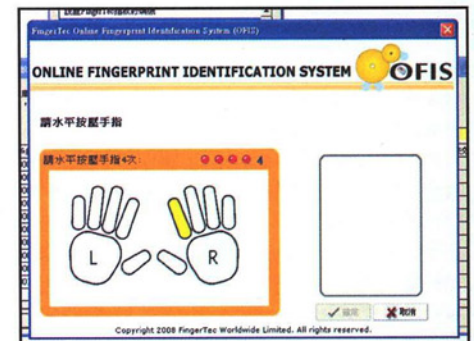 FingerTec Online Fingerprint Identification System (OFIS)
ONLINE FINGERPRINT IDENTIFICATION SYSTEM
OFIS
請水平按壓手指
請水平按壓手指4次:
4
L
R
取消
Copyright 2008 FingerTec Worldwide Limited. All rights reserved.